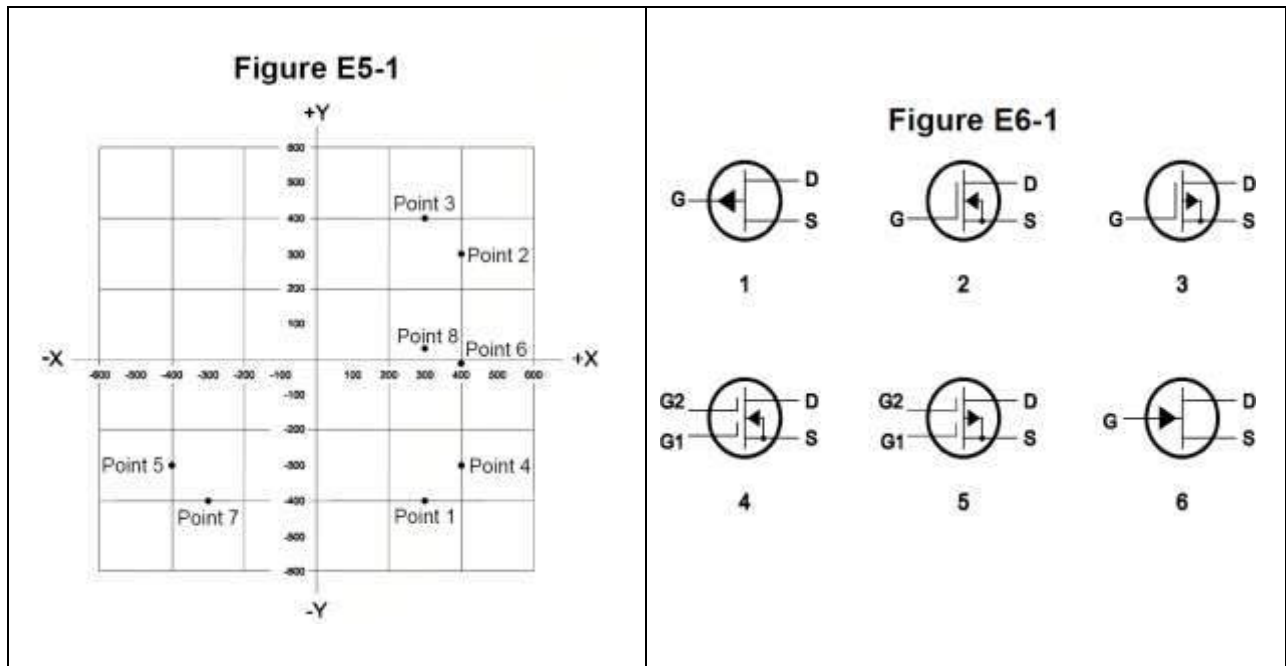 Figure E5-1
+Y
600
500
Point 3
400
300
Point 2
200
100
Point 8
Point 6
-X
+X
-600 -500 -400 -300 -200 -100 100 200 300 400 500 600
-100
-200
Point 5
-300
Point 4
-400
Point 7
Point 1
-500
-600
-Y
Figure E6-1
G D S
1
G D S
2
G D S
3
G2 G1 D S
4
G2 G1 D S
5
G D S
6